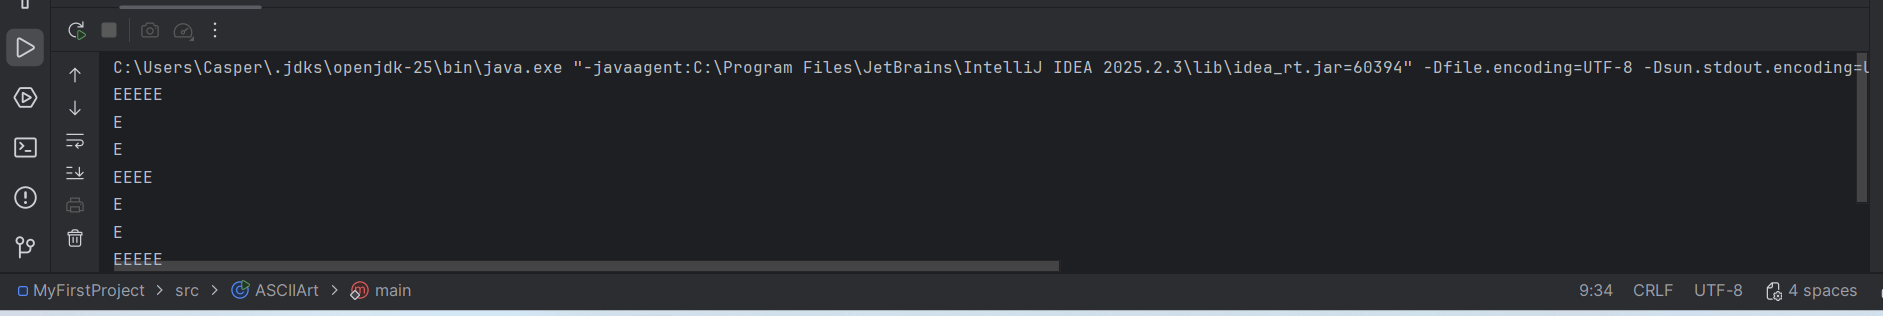 C:\Users\Casper\.jdks\openjdk-25\bin\java.exe "-javaagent:C:\Program Files\JetBrains\IntelliJ IDEA 2025.2.3\lib\idea_rt.jar=60394" -Dfile.encoding=UTF-8 -Dsun.stdout.encoding=
EEEEE
E
E
EEEE
E
E
EEEEE
MyFirstProject > src > ASCIIArt > main 9:34 CRLF UTF-8 4 spaces